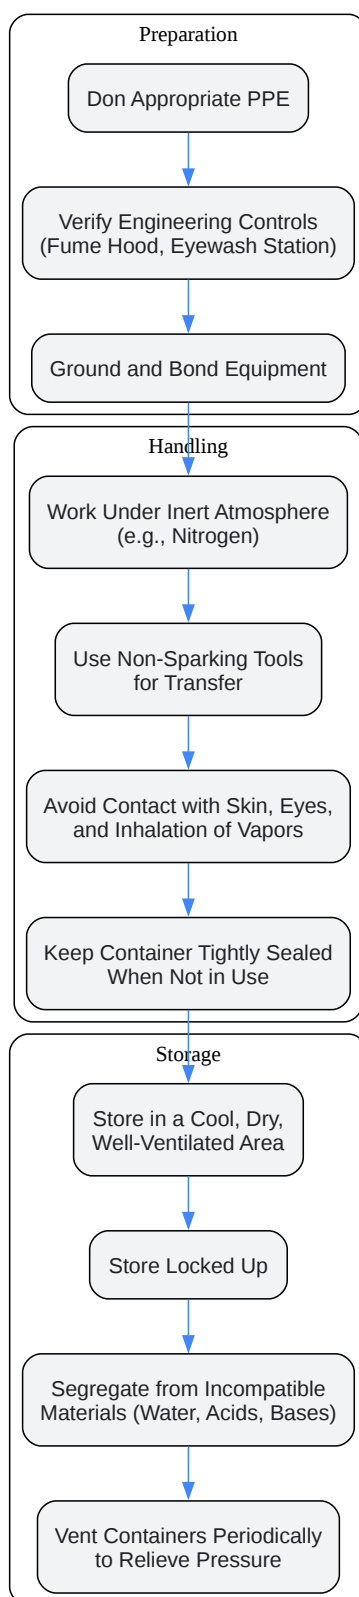 Preparation
Don Appropriate PPE
Verify Engineering Controls
(Fume Hood, Eyewash Station)
Ground and Bond Equipment
Handling
Work Under Inert Atmosphere
(e.g., Nitrogen)
Use Non-Sparking Tools
for Transfer
Avoid Contact with Skin, Eyes,
and Inhalation of Vapors
Keep Container Tightly Sealed
When Not in Use
Storage
Store in a Cool, Dry,
Well-Ventilated Area
Store Locked Up
Segregate from Incompatible
Materials (Water, Acids, Bases)
Vent Containers Periodically
to Relieve Pressure